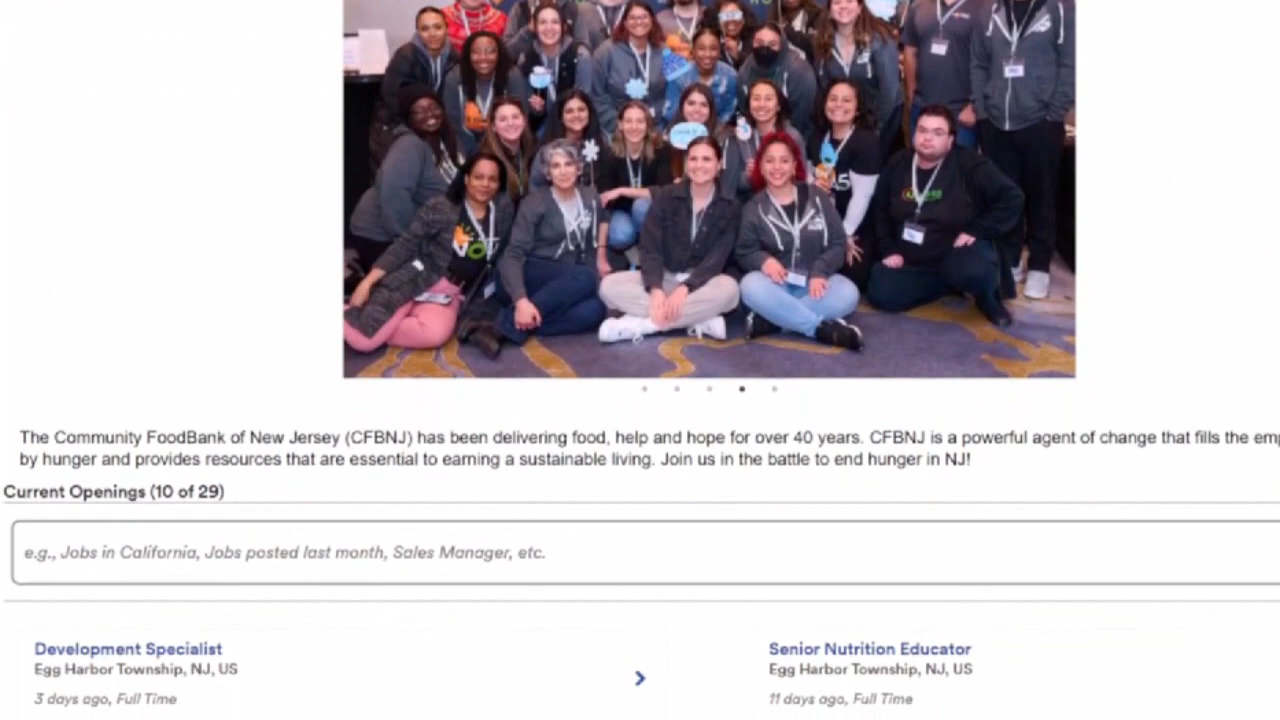 The Community FoodBank of New Jersey (CFBNJ) has been delivering food, help and hope for over 40 years. CFBNJ is a powerful agent of change that fills the
by hunger and provides resources that are essential to earning a sustainable living. Join us in the battle to end hunger in NJ!
Current Openings (10 of 29)
e.g., Jobs in California, Jobs posted last month, Sales Manager, etc.
Development Specialist
Egg Harbor Township, NJ, US
3 days ago, Full Time
Senior Nutrition Educator
Egg Harbor Township, NJ, US
11 days ago, Full Time